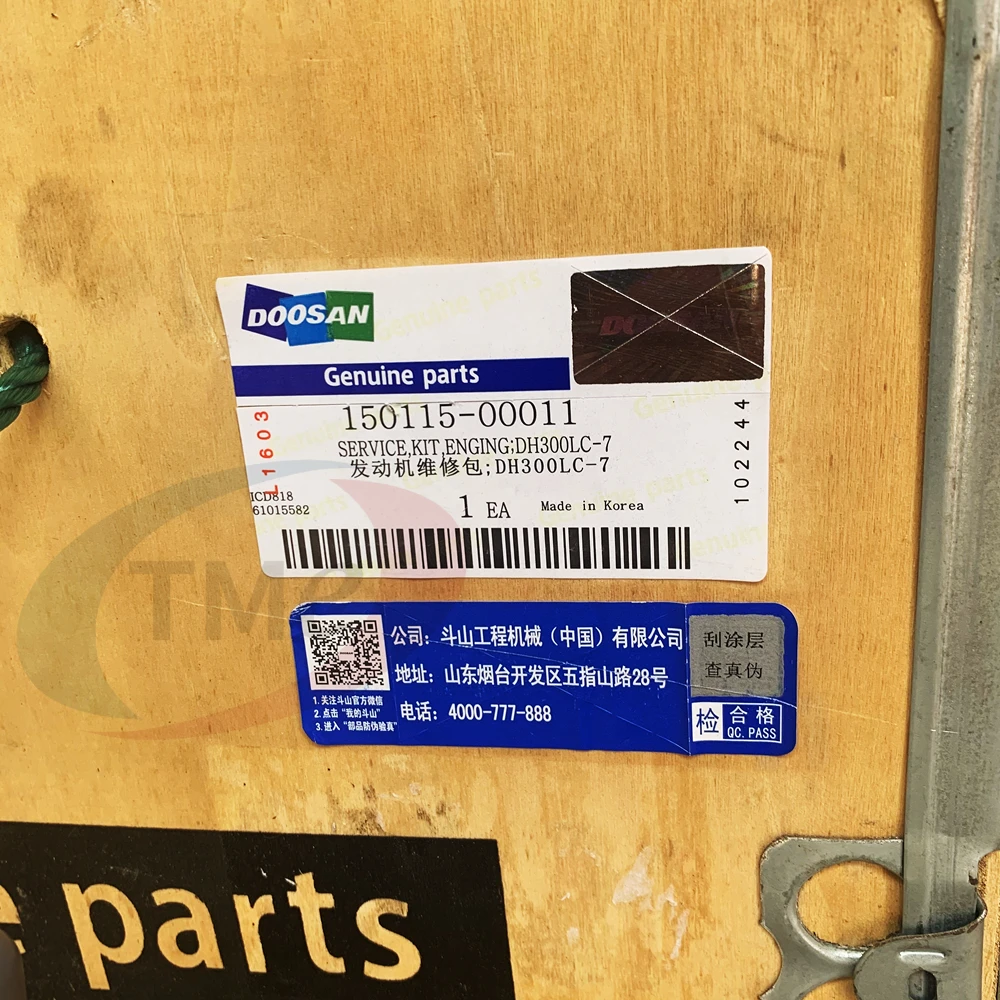 DOOSAN
Genuine parts
L1603
150115-00011
SERVICE,KIT,ENGING;DH300LC-7
发动机维修包;DH300LC-7
102244
ICD818
61015582
1 EA Made in Korea
公司：斗山工程机械（中国）有限公司
地址：山东烟台开发区五指山路28号
电话：4000-777-888
1.关注斗山官方微信
2.点击“我的斗山”
3.进入“部品防伪验真”
刮涂层
查真伪
检 合格
QC. PASS
TMP
e parts